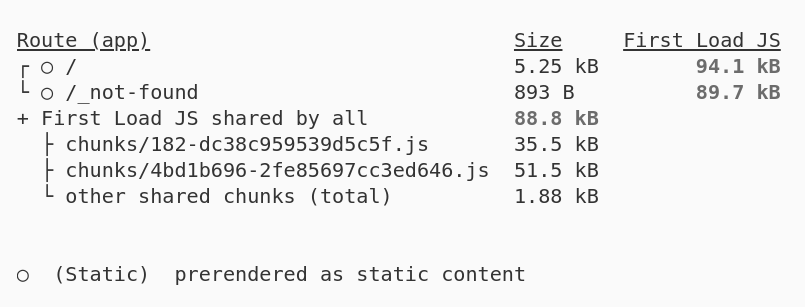 Route (app)                              Size     First Load JS
┌ ○ /                                    5.25 kB        94.1 kB
└ ○ /_not-found                          893 B          89.7 kB
+ First Load JS shared by all            88.8 kB
  ├ chunks/182-dc38c959539d5c5f.js       35.5 kB
  ├ chunks/4bd1b696-2fe85697cc3ed646.js  51.5 kB
  └ other shared chunks (total)          1.88 kB
○  (Static)  prerendered as static content